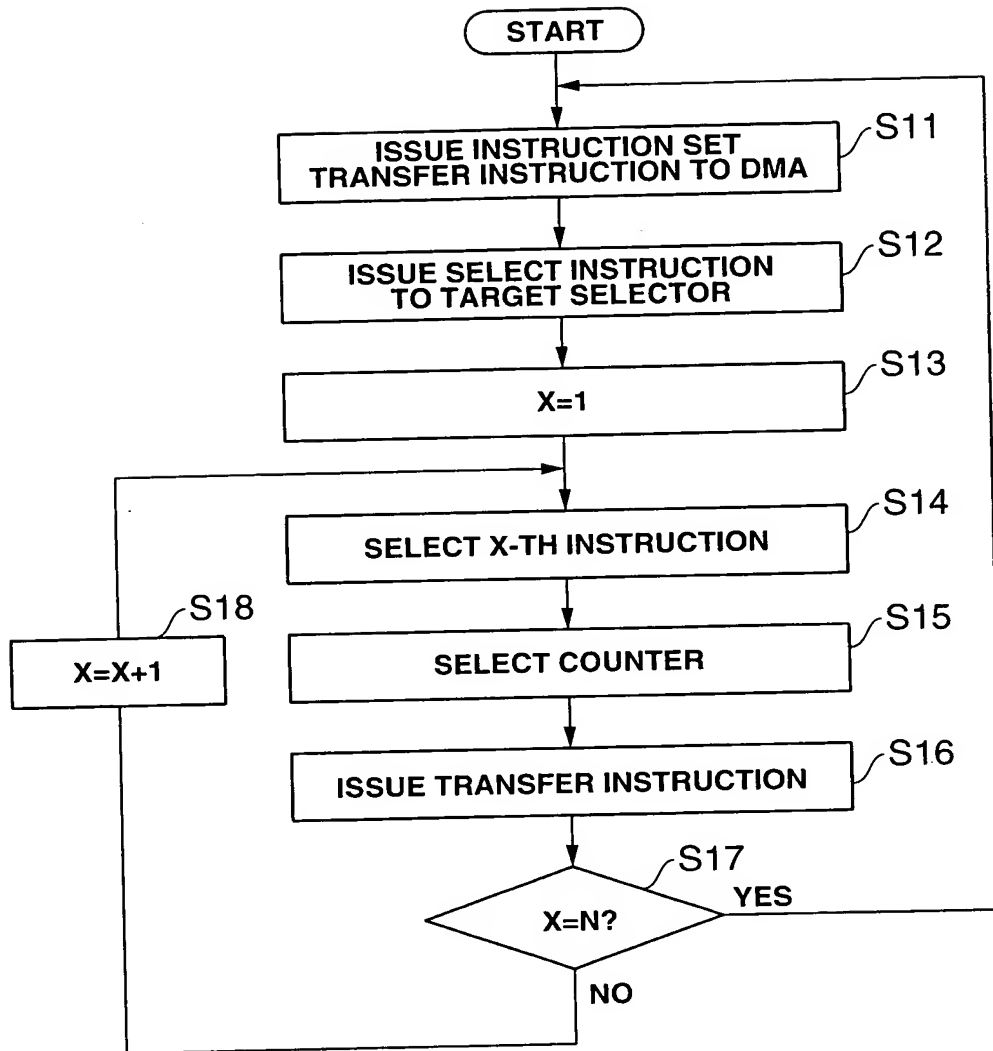 START
S11
ISSUE INSTRUCTION SET
TRANSFER INSTRUCTION TO DMA
S12
ISSUE SELECT INSTRUCTION
TO TARGET SELECTOR
S13
X=1
S14
SELECT X-TH INSTRUCTION
S18
X=X+1
S15
SELECT COUNTER
S16
ISSUE TRANSFER INSTRUCTION
S17
X=N?
YES
NO